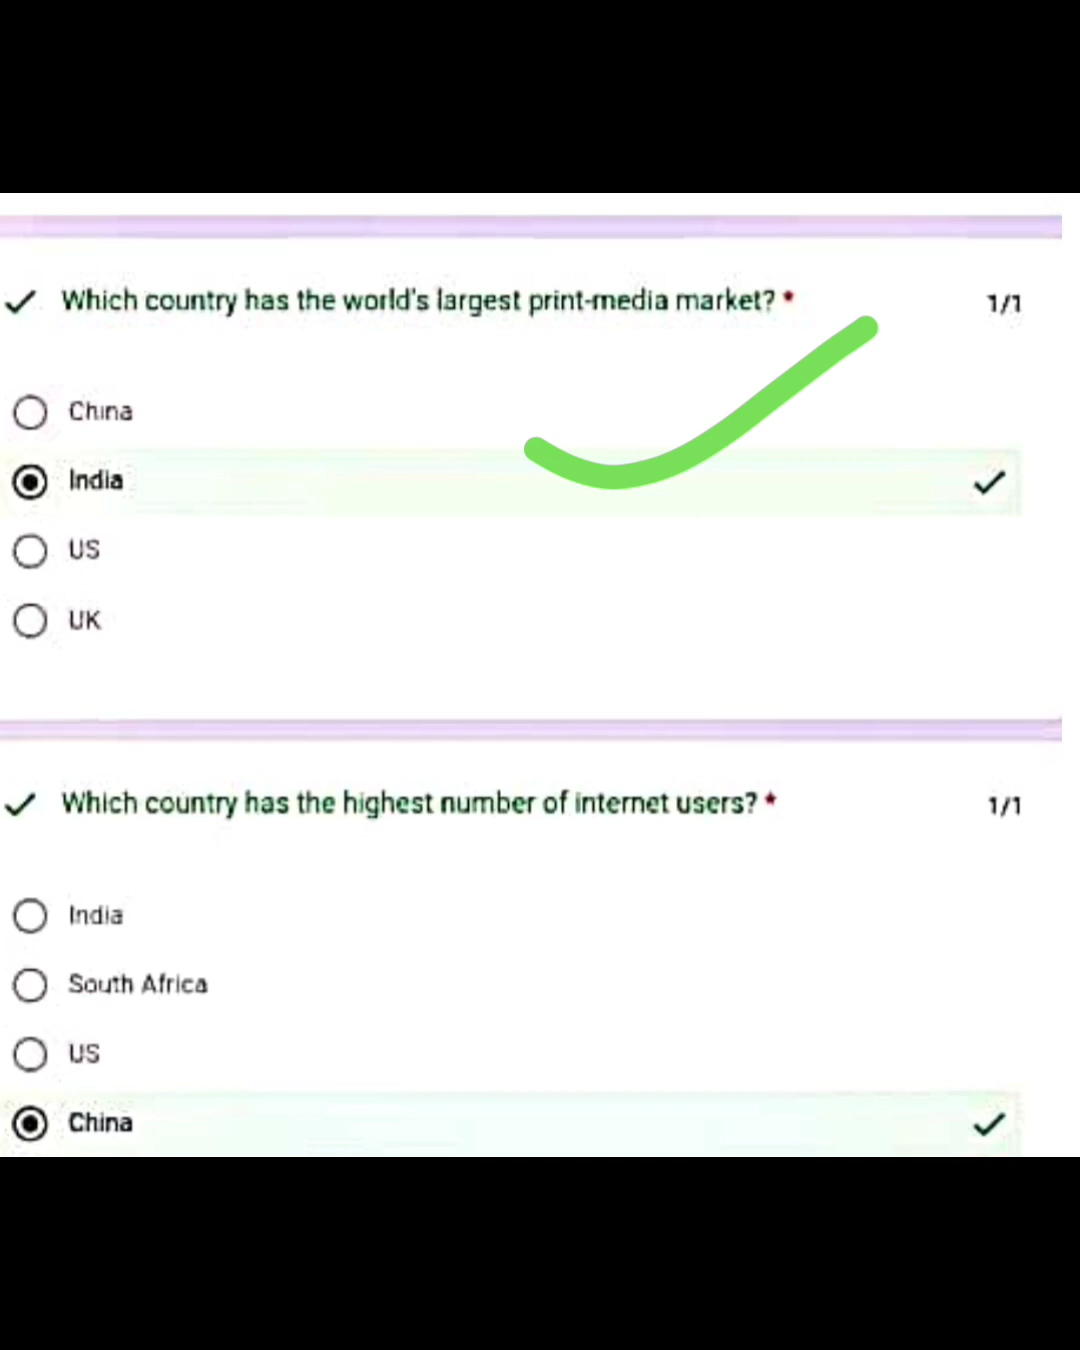 Which country has the world's largest print-media market? *
1/1
China
India
US
UK
Which country has the highest number of internet users? *
1/1
India
South Africa
US
China